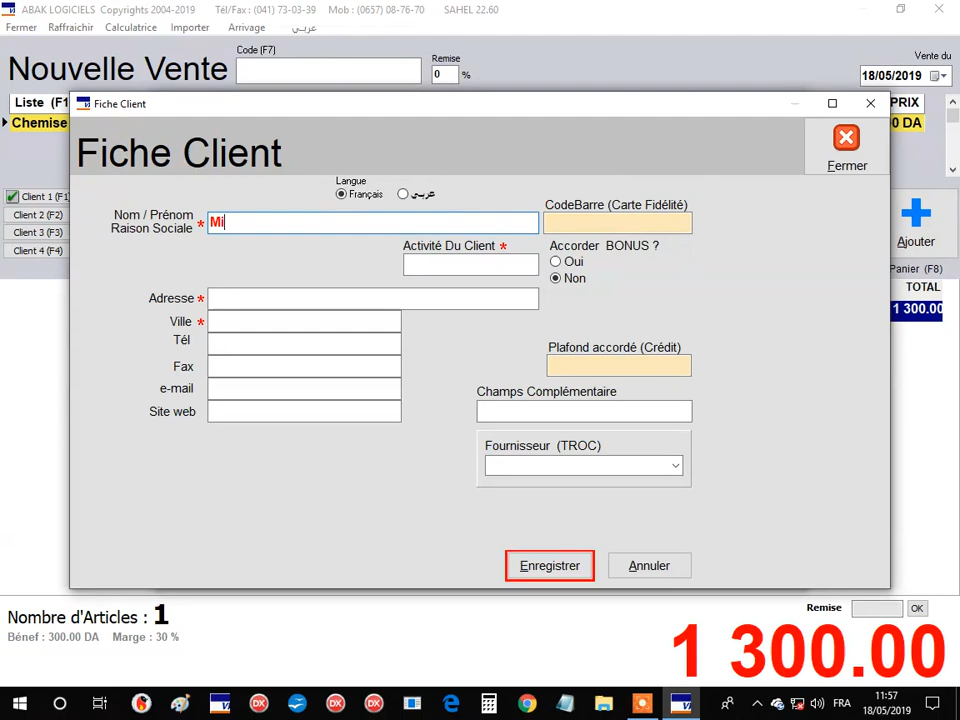 ABAK LOGICIELS Copyrights 2004-2019 Tél/Fax : (041) 73-03-39 Mob : (0657) 08-76-70 SAHEL 22.60
Fermer Raffraichir Calculatrice Importer Arrivage عربـي
Nouvelle Vente
Code (F7)
Remise
0 %
Vente du
18/05/2019
Liste (F1
PRIX
Chemise
00 DA
Fiche Client
Fiche Client
Fermer
Langue
Français عربـي
Nom / Prénom
Raison Sociale * Mi
CodeBarre (Carte Fidélité)
Activité Du Client *
Accorder BONUS ?
Oui
Non
Adresse *
Ville *
Tél
Fax
e-mail
Site web
Plafond accordé (Crédit)
Champs Complémentaire
Fournisseur (TROC)
Enregistrer Annuler
Client 1 (F1)
Client 2 (F2)
Client 3 (F3)
Client 4 (F4)
Ajouter
Panier (F8)
TOTAL
1 300.00
Nombre d'Articles : 1
Bénef : 300.00 DA Marge : 30 %
Remise OK
1 300.00
FRA
11:57
18/05/2019